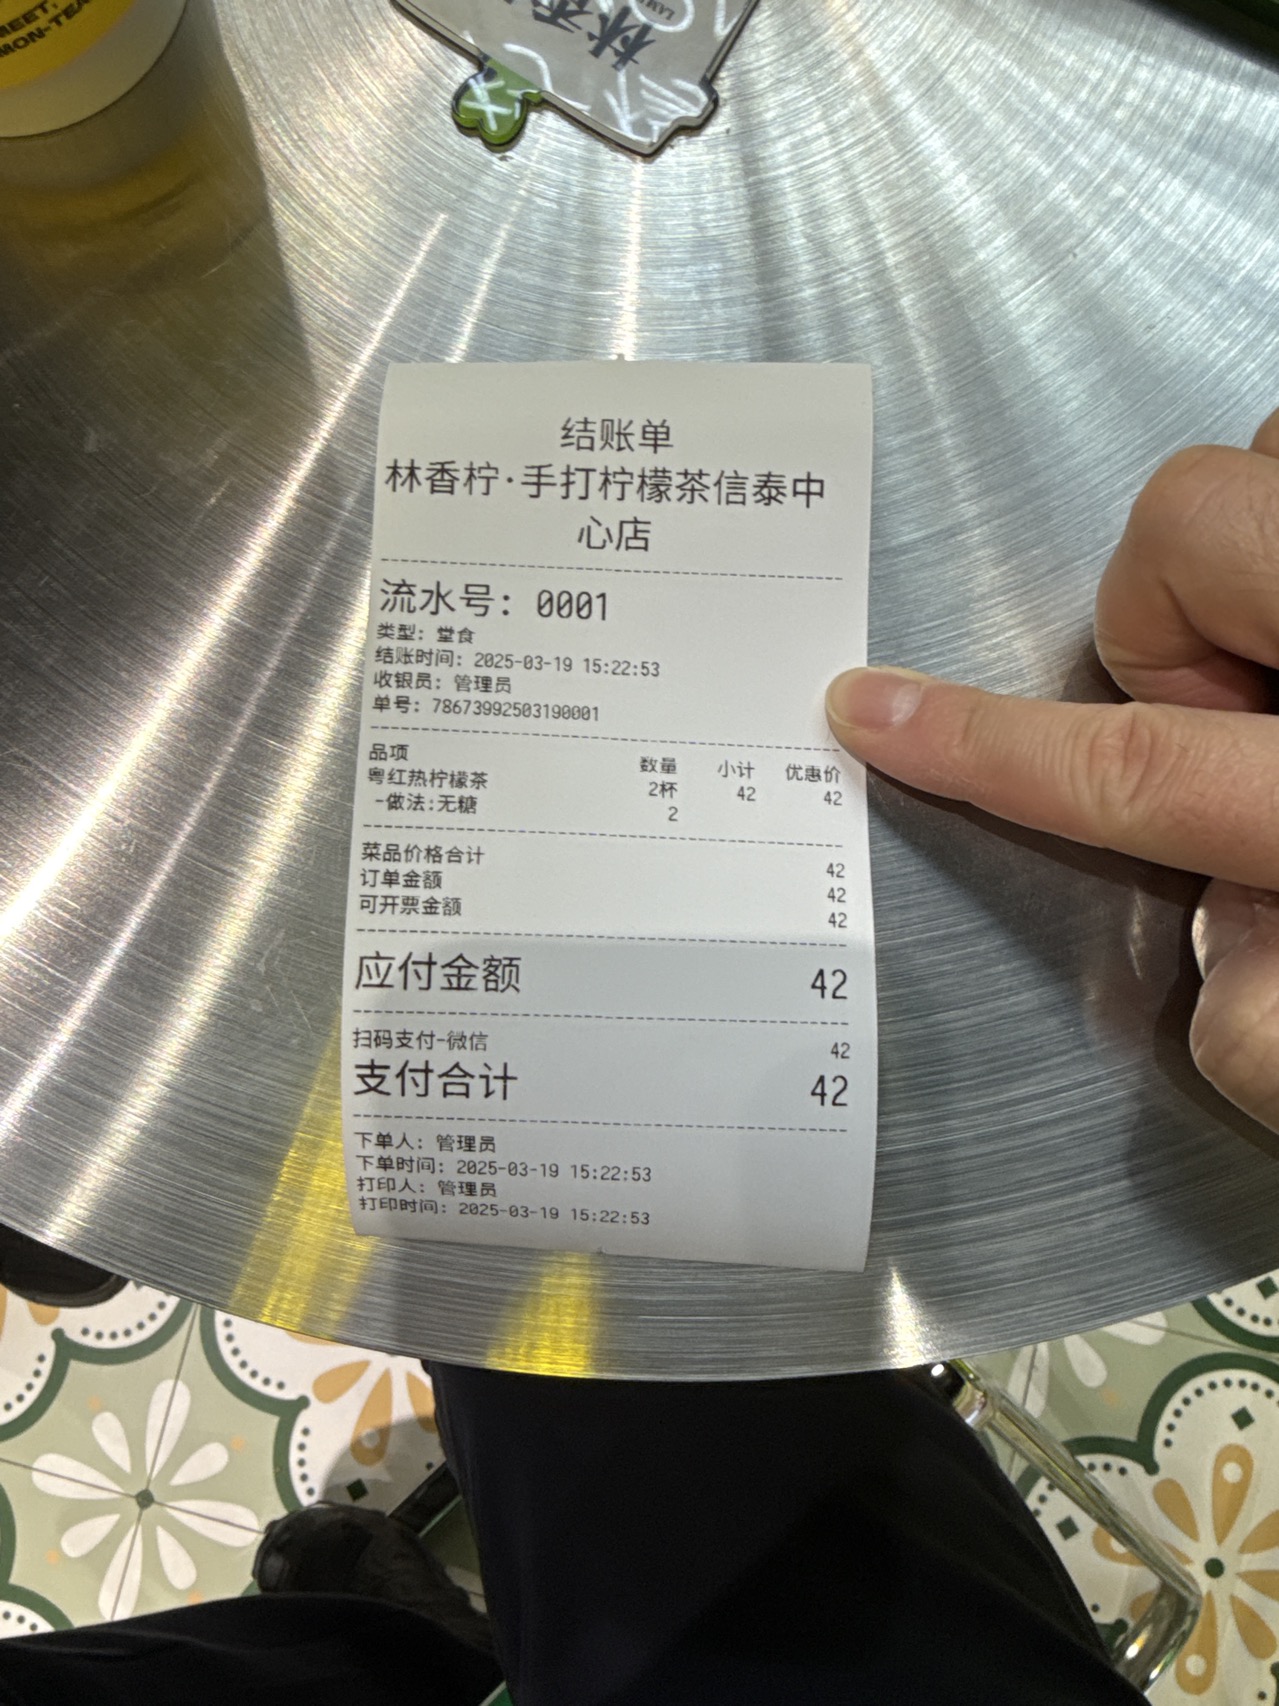 MEET,
MON-TEA
林香
LAM
结账单
林香柠·手打柠檬茶信泰中
心店
流水号: 0001
类型: 堂食
结账时间: 2025-03-19 15:22:53
收银员: 管理员
单号: 78673992503190001
品项 数量 小计 优惠价
粤红热柠檬茶 2杯 42 42
-做法:无糖 2
菜品价格合计 42
订单金额 42
可开票金额 42
应付金额 42
扫码支付-微信 42
支付合计 42
下单人: 管理员
下单时间: 2025-03-19 15:22:53
打印人: 管理员
打印时间: 2025-03-19 15:22:53